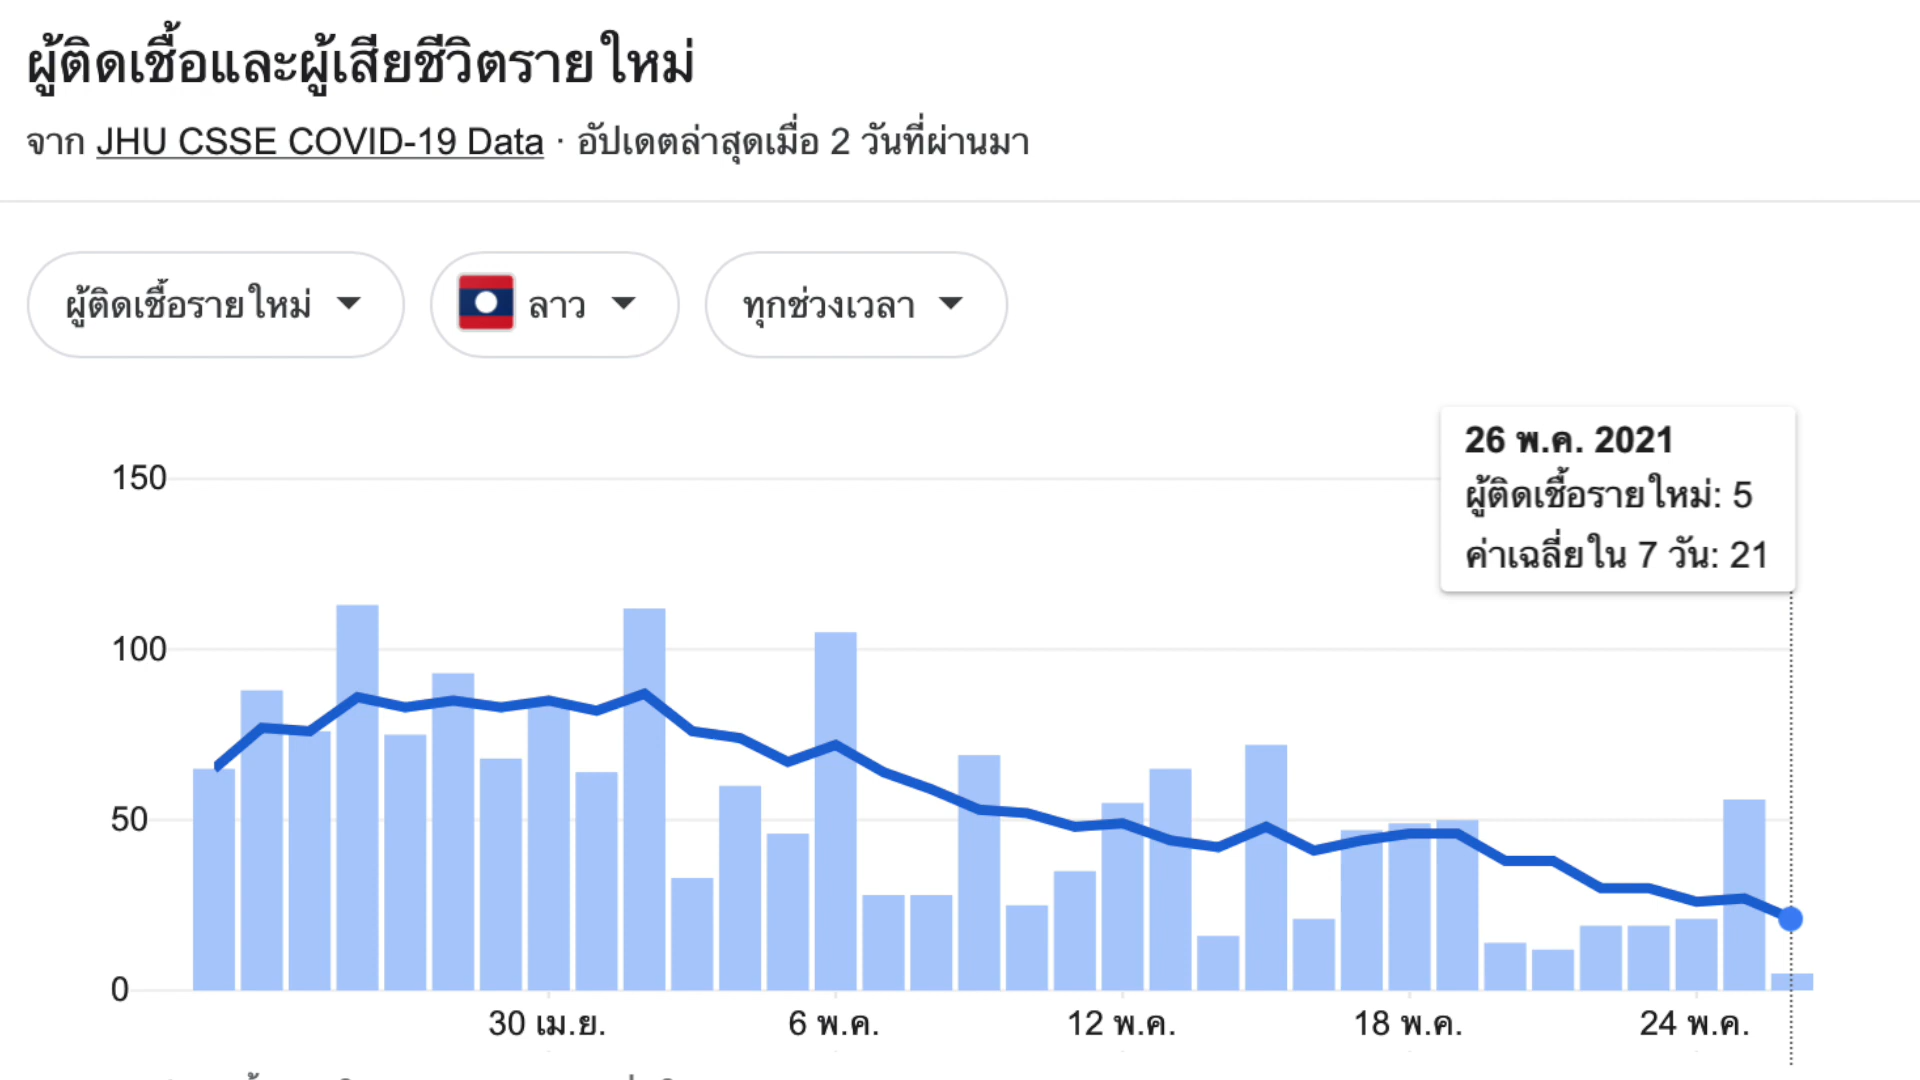 ผู้ติดเชื้อและผู้เสียชีวิตรายใหม่
จาก JHU CSSE COVID-19 Data · อัปเดตล่าสุดเมื่อ 2 วันที่ผ่านมา
ผู้ติดเชื้อรายใหม่
ลาว
ทุกช่วงเวลา
26 พ.ค. 2021
ผู้ติดเชื้อรายใหม่: 5
ค่าเฉลี่ยใน 7 วัน: 21
150
100
50
0
30 เม.ย.
6 พ.ค.
12 พ.ค.
18 พ.ค.
24 พ.ค.